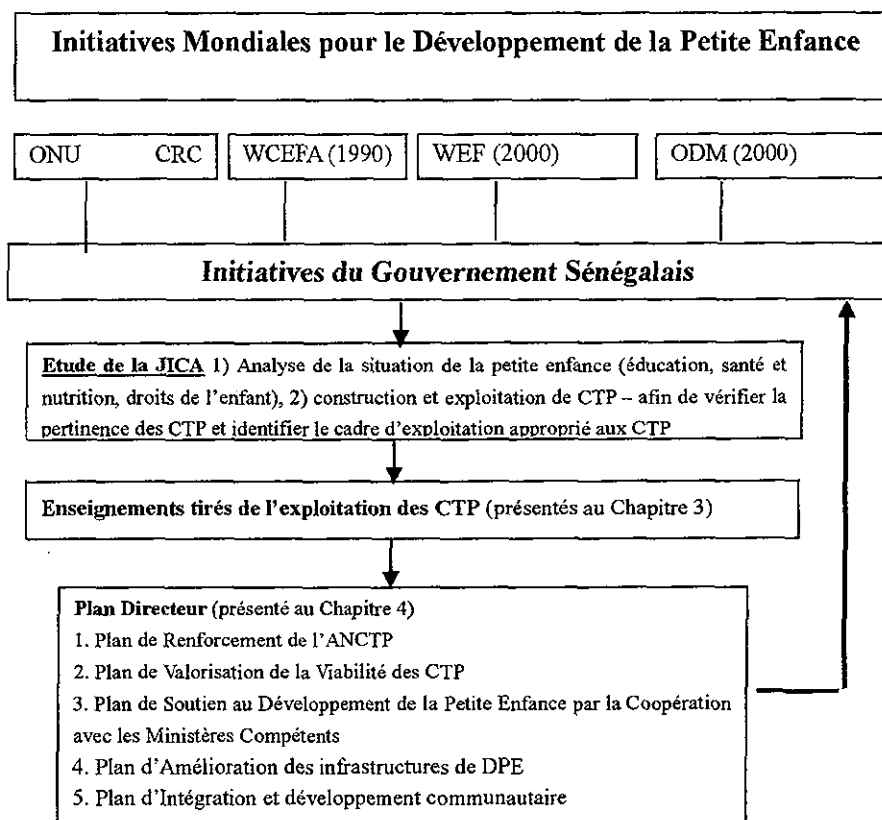 Initiatives Mondiales pour le Développement de la Petite Enfance
ONU CRC
WCEFA (1990)
WEF (2000)
ODM (2000)
Initiatives du Gouvernement Sénégalais
Etude de la JICA 1) Analyse de la situation de la petite enfance (éducation, santé et
nutrition, droits de l'enfant), 2) construction et exploitation de CTP – afin de vérifier la
pertinence des CTP et identifier le cadre d'exploitation approprié aux CTP
Enseignements tirés de l'exploitation des CTP (présentés au Chapitre 3)
Plan Directeur (présenté au Chapitre 4)
1. Plan de Renforcement de l'ANCTP
2. Plan de Valorisation de la Viabilité des CTP
3. Plan de Soutien au Développement de la Petite Enfance par la Coopération
avec les Ministères Compétents
4. Plan d'Amélioration des infrastructures de DPE
5. Plan d'Intégration et développement communautaire